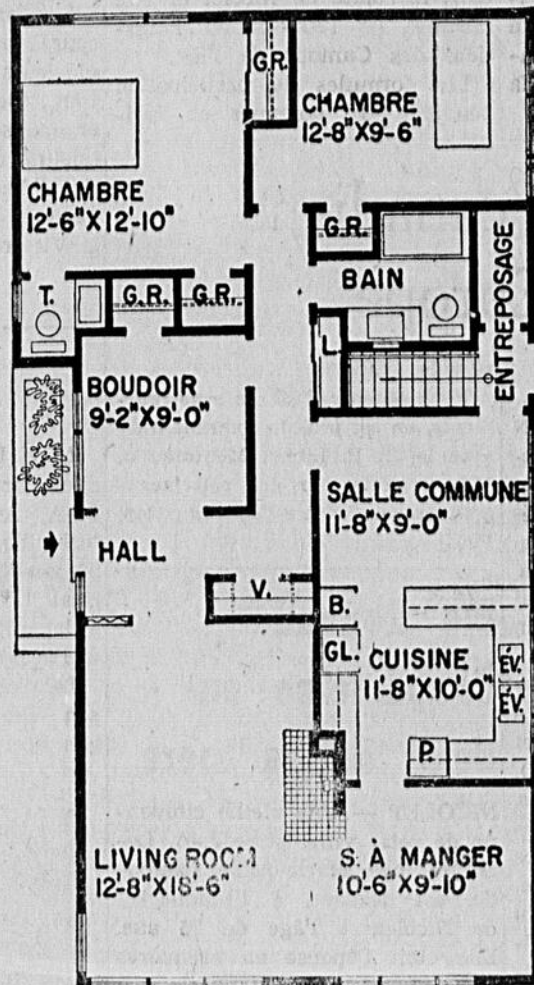 GR.
CHAMBRE
12'-8"X9'-6"
CHAMBRE
12'-6"X12'-10"
G.R.
BAIN
ENTREPOSAGE
T.
G.R.
G.R.
L.
BOUDOIR
9'-2"X9'-0"
SALLE COMMUNE
11'-8"X9'-0"
HALL
V.
B.
GL.
CUISINE
11'-8"X10'-0"
ÉV.
ÉV.
P.
LIVING ROOM
12'-8"X18'-6"
S. À MANGER
10'-6"X9'-10"